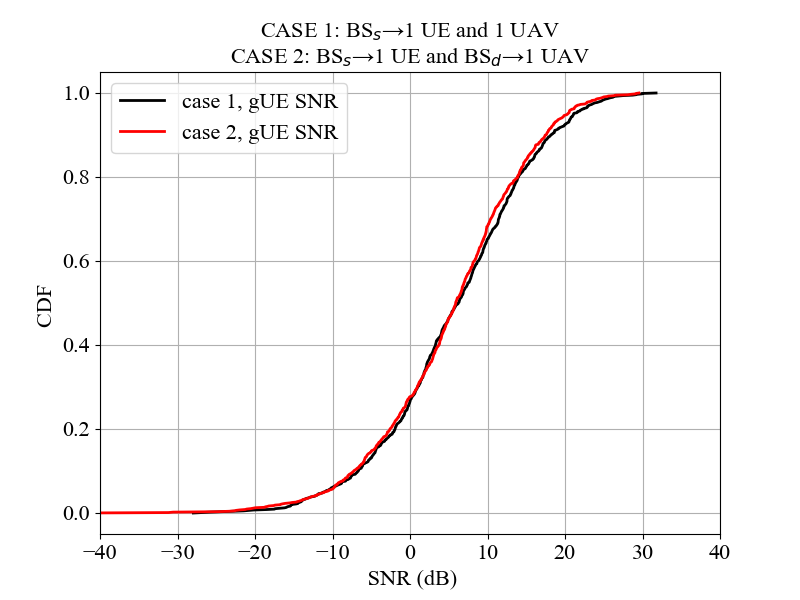 CASE 1: BSₛ→1 UE and 1 UAV
CASE 2: BSₛ→1 UE and BS_d→1 UAV
case 1, gUE SNR
case 2, gUE SNR
CDF
1.0
0.8
0.6
0.4
0.2
0.0
−40 −30 −20 −10 0 10 20 30 40
SNR (dB)